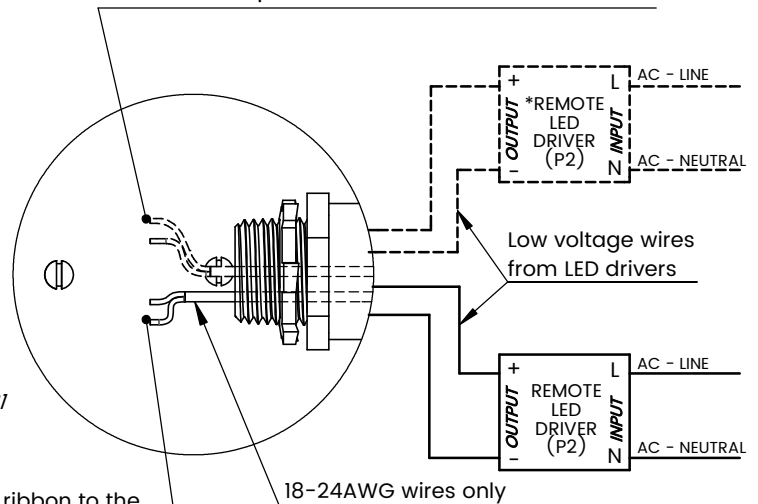 AC - LINE
+
L
*REMOTE
LED
DRIVER
(P2)
OUTPUT
INPUT
-
N
AC - NEUTRAL
Low voltage wires
from LED drivers
AC - LINE
+
L
REMOTE
LED
DRIVER
(P2)
OUTPUT
INPUT
-
N
AC - NEUTRAL
18-24AWG wires only
ribbon to the